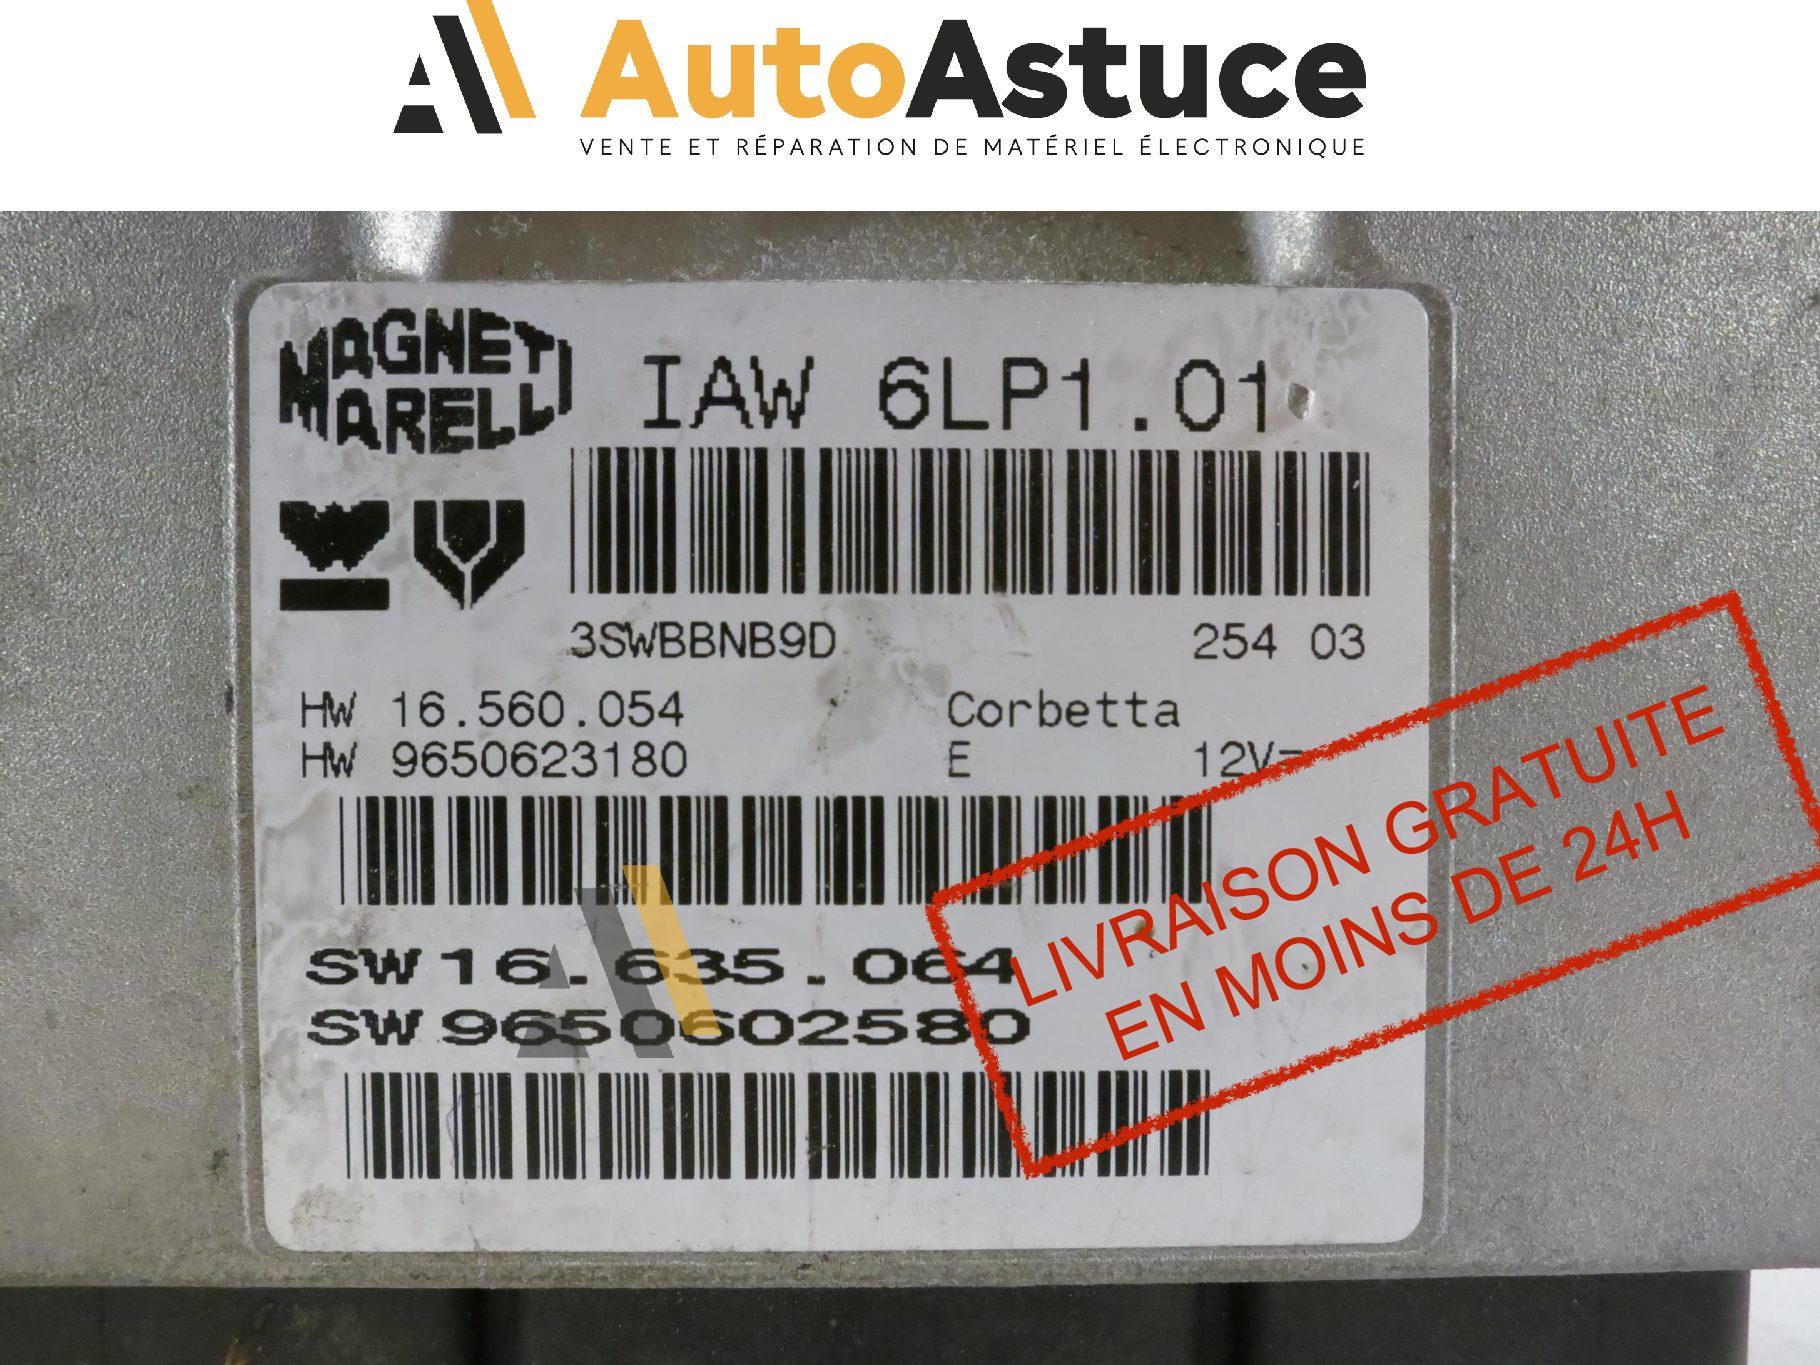 AutoAstuce
VENTE ET RÉPARATION DE MATÉRIEL ÉLECTRONIQUE
MAGNETI
MARELLI
IAW 6LP1.01
3SWBBNB9D 254 03
HW 16.560.054 Corbetta
HW 9650623180 E 12V=
SW 16.635.064
SW 9650602580
LIVRAISON GRATUITE
EN MOINS DE 24H